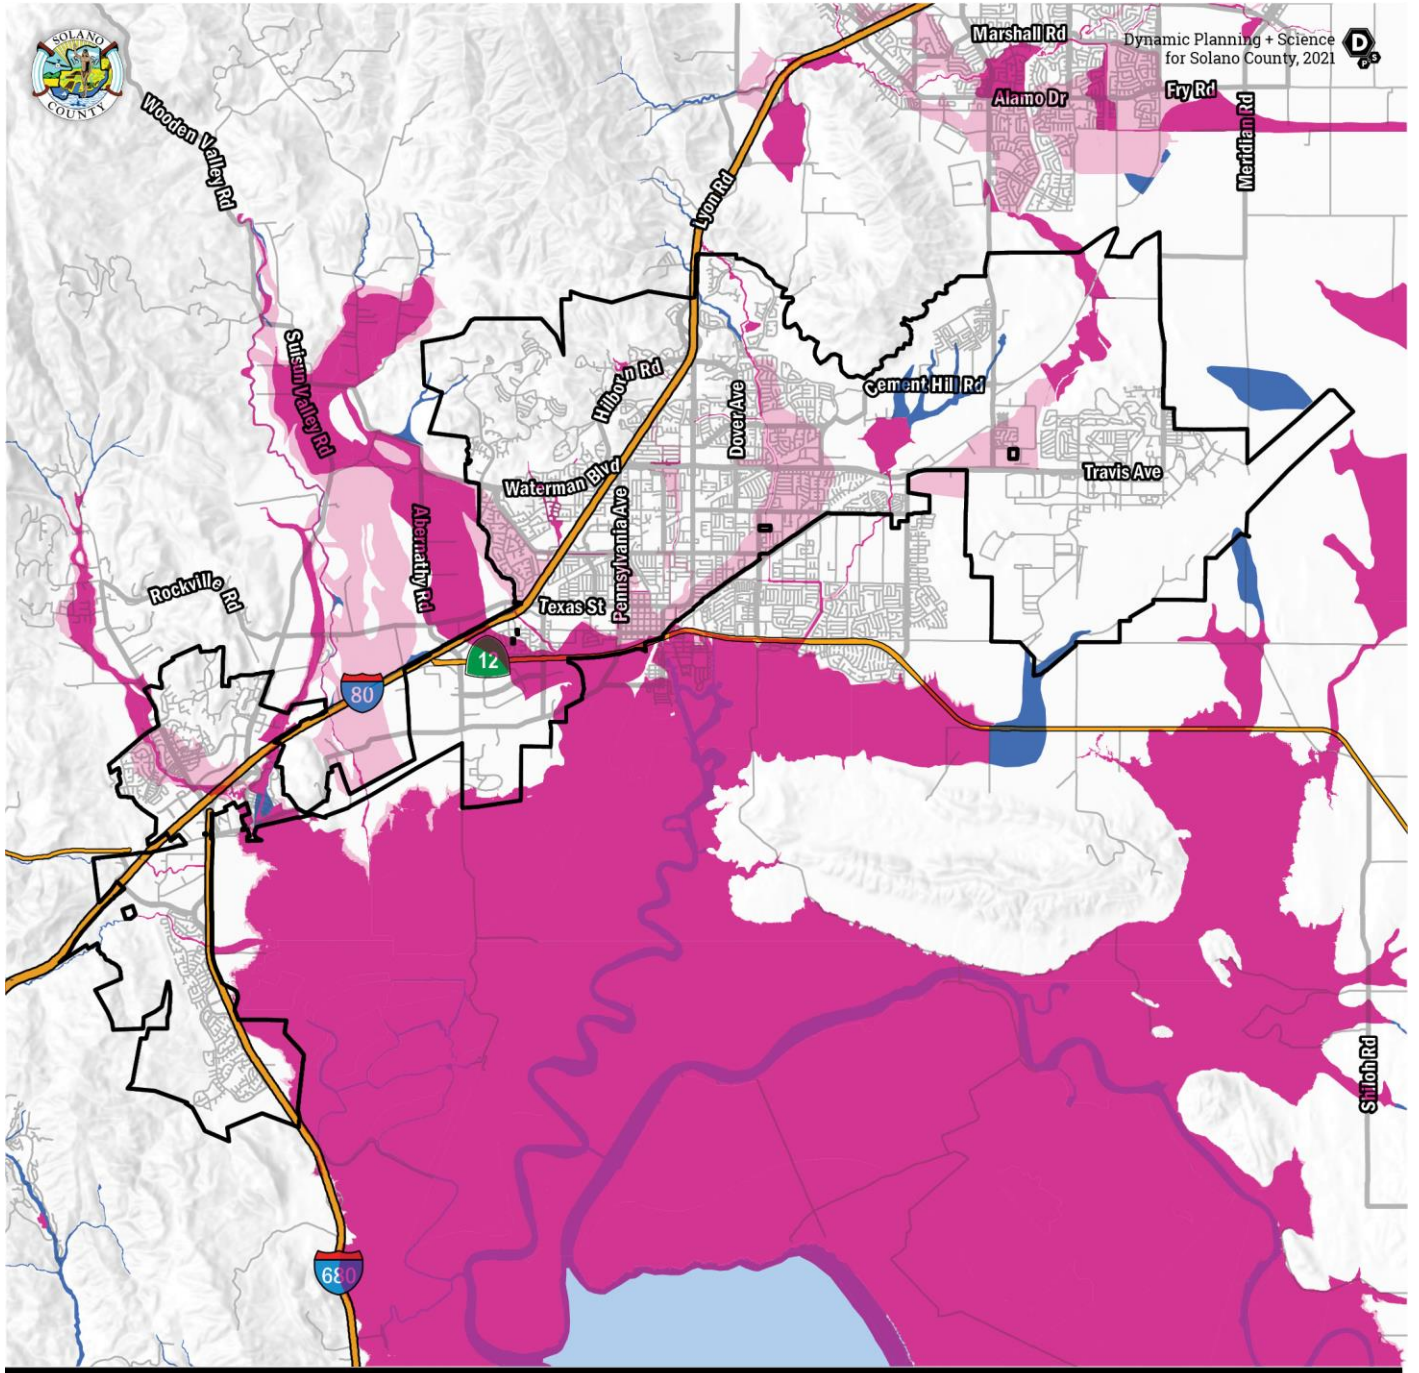 SOLANO
COUNTY
Marshall Rd
Dynamic Planning + Science
for Solano County, 2021
D
P
S
Alamo Dr
Fry Rd
Meridian Rd
Wooden Valley Rd
Lyon Rd
Suisun Valley Rd
Hilborn Rd
Dover Ave
Cement Hill Rd
Waterman Blvd
Travis Ave
Pennsylvania Ave
Abernathy Rd
Rockville Rd
Texas St
12
80
Shiloh Rd
680